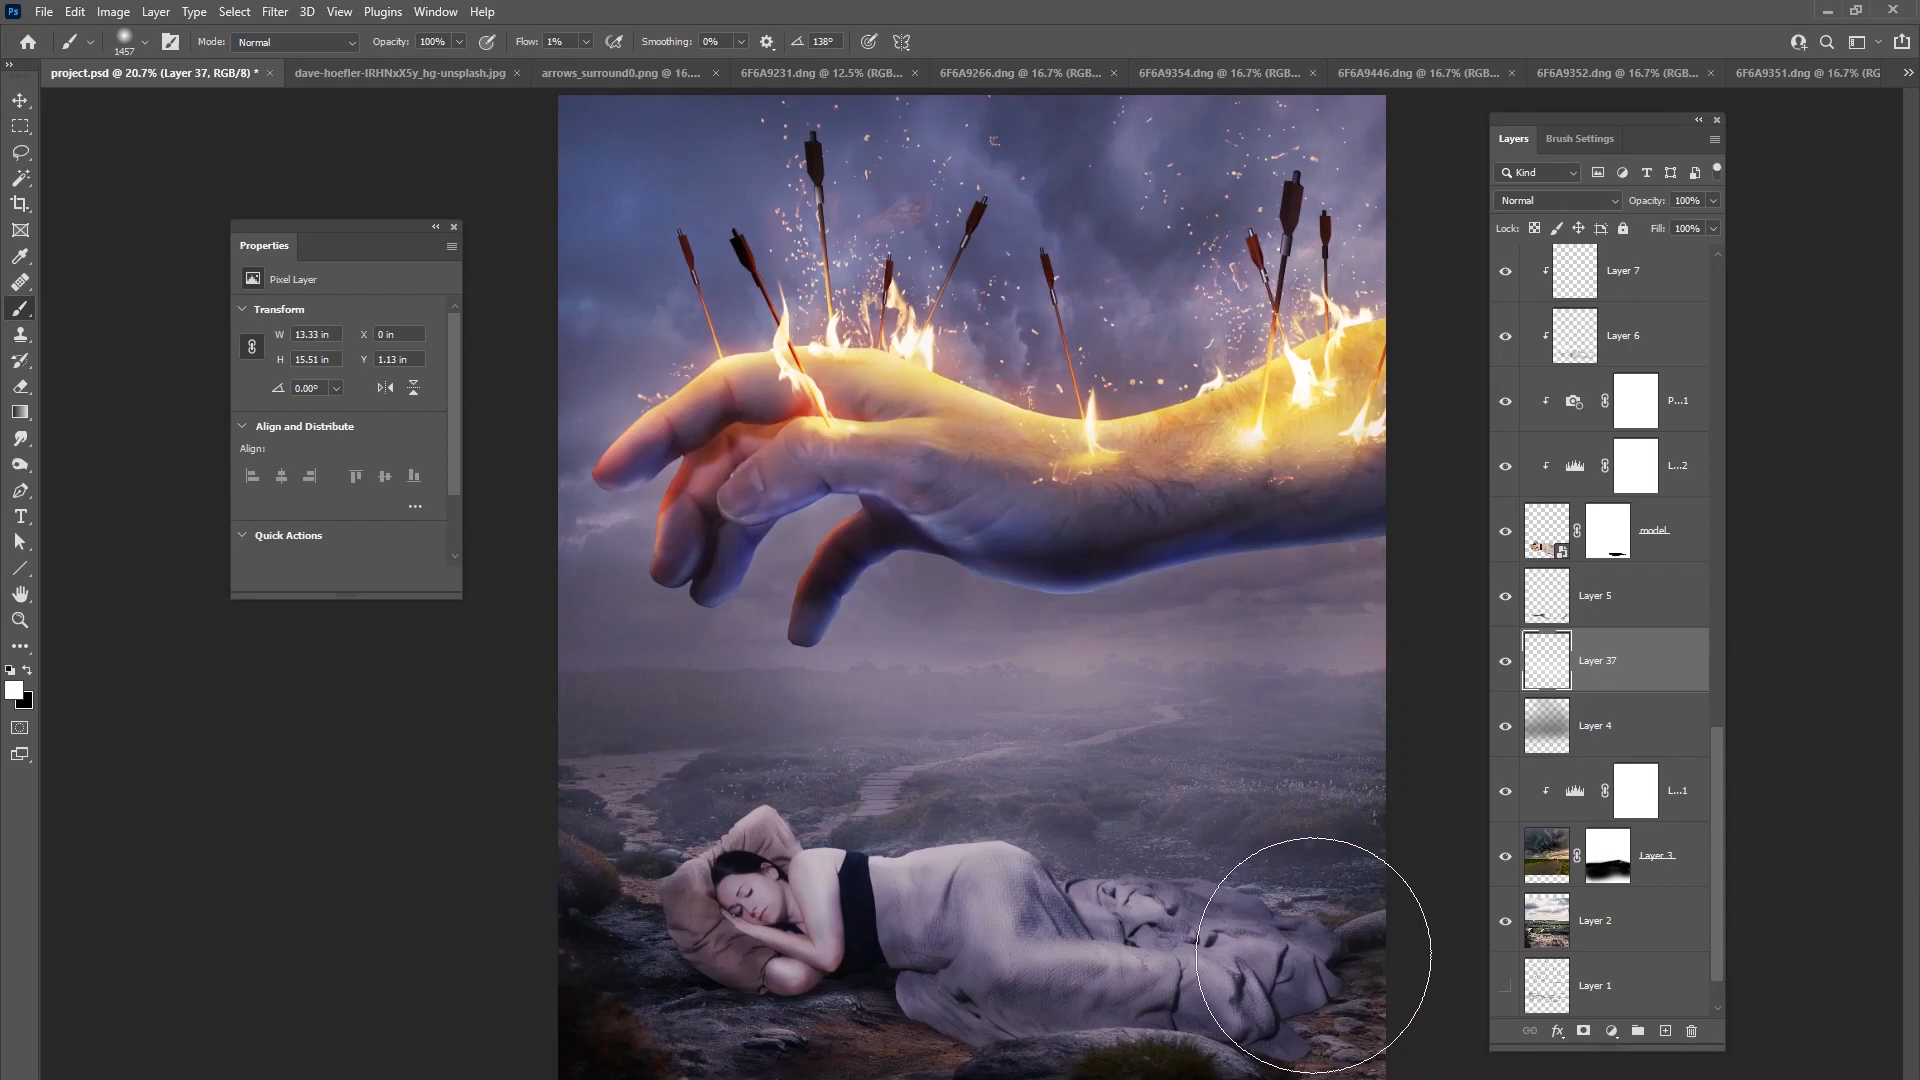 Ps File Edit Image Layer Type Select Filter 3D View Plugins Window Help
1457 Mode: Normal Opacity: 100% Flow: 1% Smoothing: 0% 138°
project.psd @ 20.7% (Layer 37, RGB/8) * dave-hoefler-IRHNxX5y_hg-unsplash.jpg arrows_surround0.png @ 16.... 6F6A9231.dng @ 12.5% (RGB... 6F6A9266.dng @ 16.7% (RGB... 6F6A9354.dng @ 16.7% (RGB... 6F6A9446.dng @ 16.7% (RGB... 6F6A9352.dng @ 16.7% (RGB... 6F6A9351.dng @ 16.7% (RG
Properties
Pixel Layer
Transform
W 13.33 in X 0 in
H 15.51 in Y 1.13 in
0.00°
Align and Distribute
Align:
Quick Actions
Layers Brush Settings
Kind
Normal Opacity: 100%
Lock: Fill: 100%
Layer 7
Layer 6
P...1
L...2
model
Layer 5
Layer 37
Layer 4
L...1
Layer 3
Layer 2
Layer 1
fx